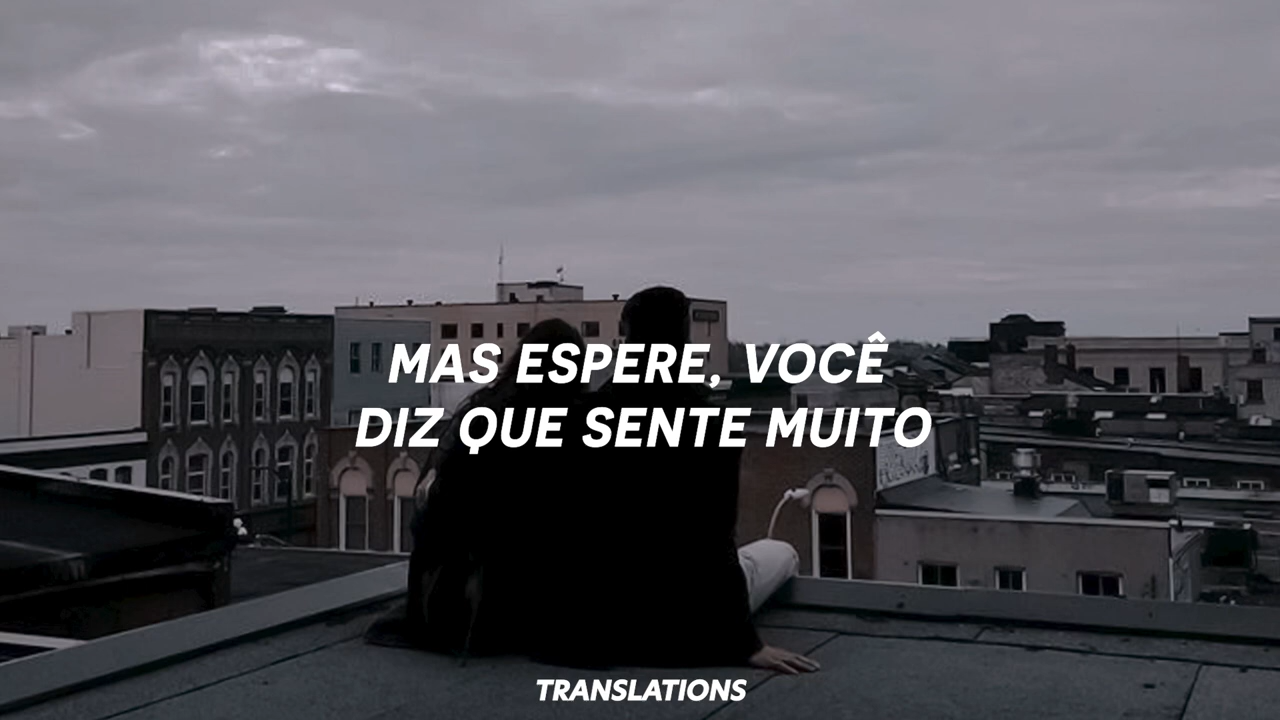 MAS ESPERE, VOCÊ
DIZ QUE SENTE MUITO
TRANSLATIONS